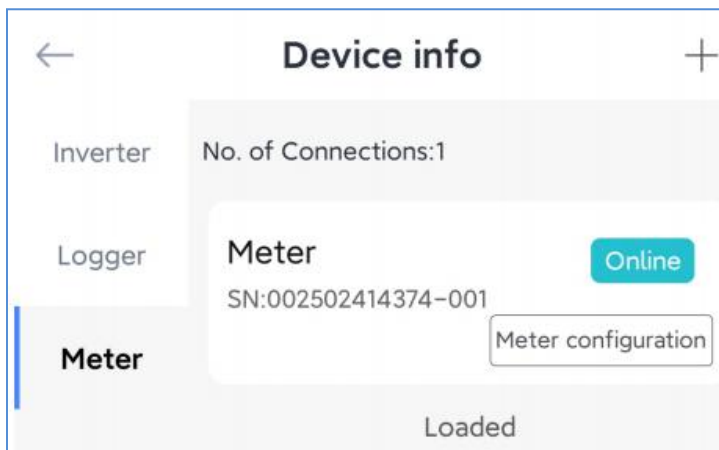 Device info
Inverter
No. of Connections:1
Logger
Meter
Online
SN:002502414374-001
Meter configuration
Meter
Loaded